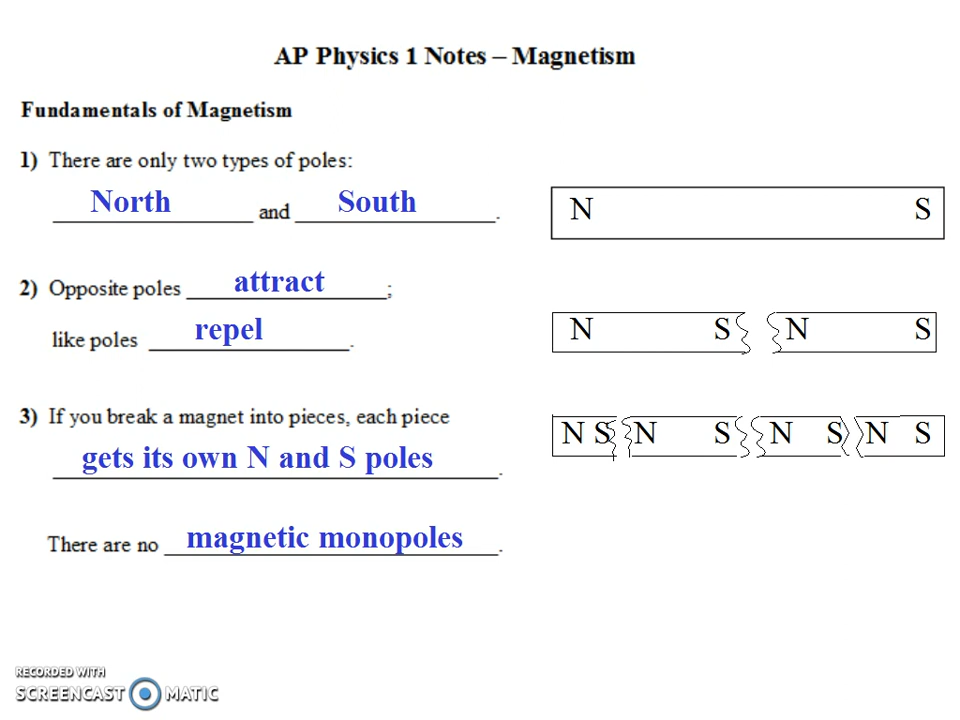 AP Physics 1 Notes – Magnetism
Fundamentals of Magnetism
1) There are only two types of poles:
North and South.
N S
2) Opposite poles attract;
like poles repel.
N S N S
3) If you break a magnet into pieces, each piece
gets its own N and S poles.
N S N S N S N S
There are no magnetic monopoles.
RECORDED WITH
SCREENCAST MATIC